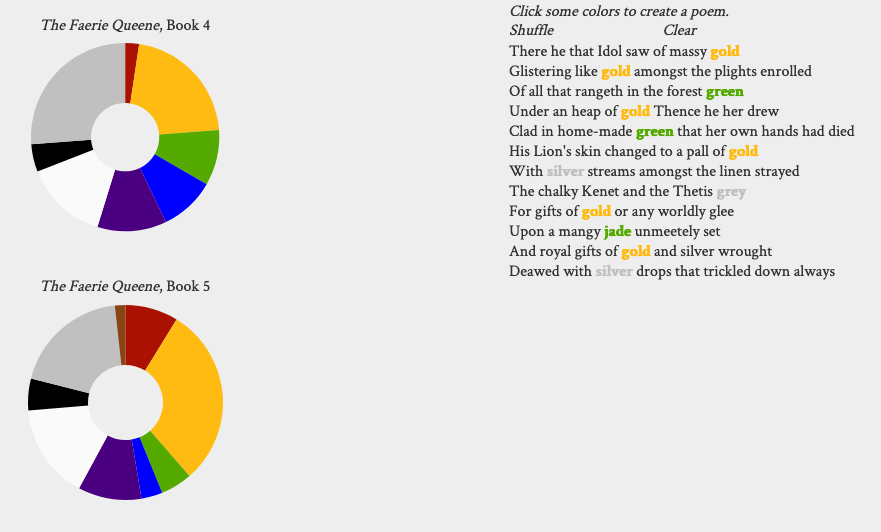 The Faerie Queene, Book 4
The Faerie Queene, Book 5
Click some colors to create a poem.
Shuffle Clear
There he that Idol saw of massy gold
Glistering like gold amongst the plights enrolled
Of all that rangeth in the forest green
Under an heap of gold Thence he her drew
Clad in home-made green that her own hands had died
His Lion's skin changed to a pall of gold
With silver streams amongst the linen strayed
The chalky Kenet and the Thetis grey
For gifts of gold or any worldly glee
Upon a mangy jade unmeetely set
And royal gifts of gold and silver wrought
Deawed with silver drops that trickled down always